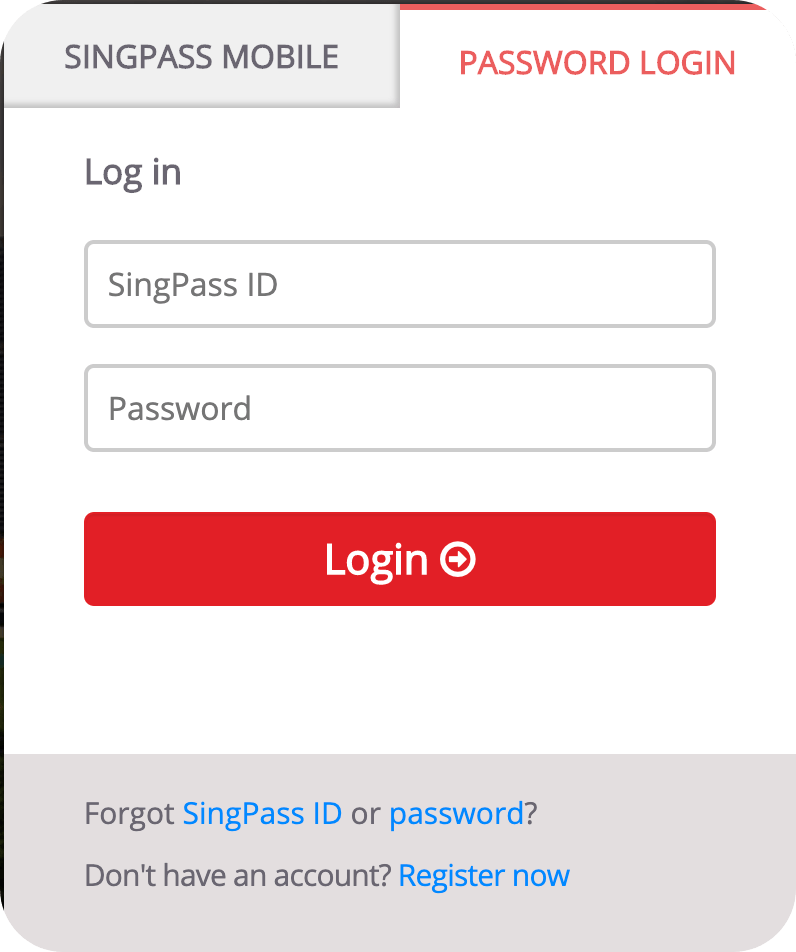 SINGPASS MOBILE
PASSWORD LOGIN
Log in
SingPass ID
Password
Login
Forgot SingPass ID or password?
Don't have an account? Register now